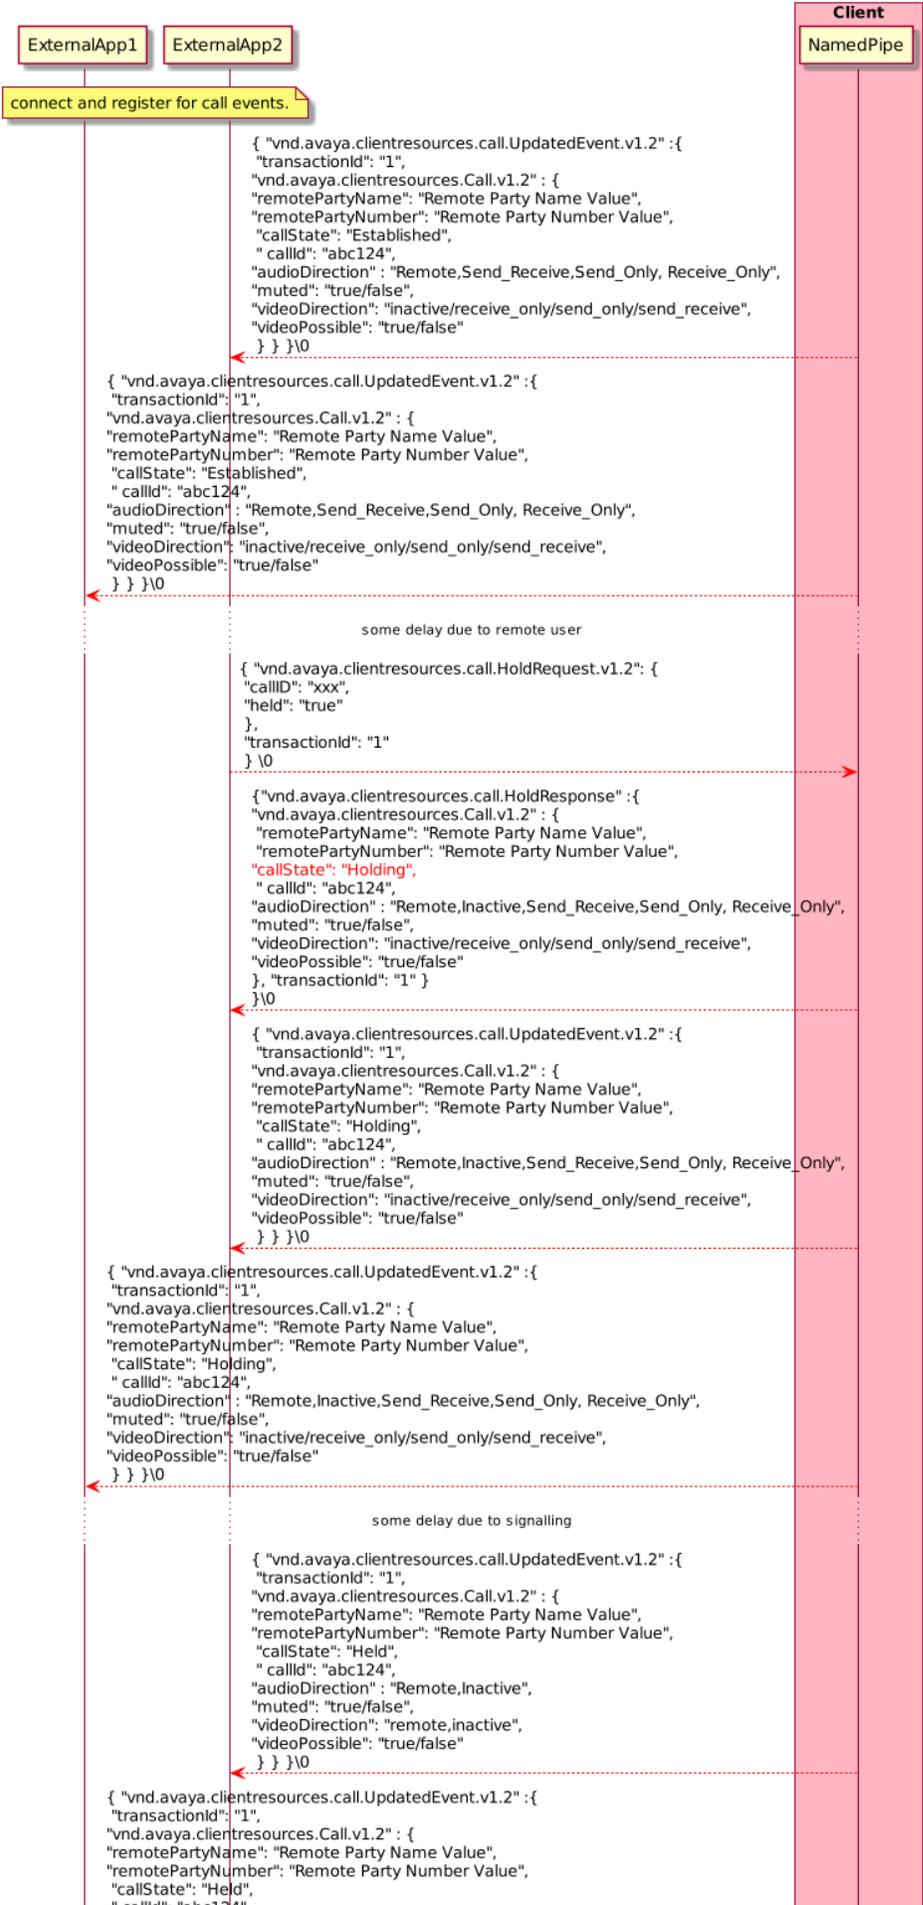 Client
ExternalApp1 ExternalApp2 NamedPipe
connect and register for call events.
{ "vnd.avaya.clientresources.call.UpdatedEvent.v1.2" :{
"transactionId": "1",
"vnd.avaya.clientresources.Call.v1.2" : {
"remotePartyName": "Remote Party Name Value",
"remotePartyNumber": "Remote Party Number Value",
"callState": "Established",
" callId": "abc124",
"audioDirection" : "Remote,Send_Receive,Send_Only, Receive_Only",
"muted": "true/false",
"videoDirection": "inactive/receive_only/send_only/send_receive",
"videoPossible": "true/false"
} } }\0
{ "vnd.avaya.clientresources.call.UpdatedEvent.v1.2" :{
"transactionId": "1",
"vnd.avaya.clientresources.Call.v1.2" : {
"remotePartyName": "Remote Party Name Value",
"remotePartyNumber": "Remote Party Number Value",
"callState": "Established",
" callId": "abc124",
"audioDirection" : "Remote,Send_Receive,Send_Only, Receive_Only",
"muted": "true/false",
"videoDirection": "inactive/receive_only/send_only/send_receive",
"videoPossible": "true/false"
} } }\0
some delay due to remote user
{ "vnd.avaya.clientresources.call.HoldRequest.v1.2": {
"callID": "xxx",
"held": "true"
},
"transactionId": "1"
} \0
{"vnd.avaya.clientresources.call.HoldResponse" :{
"vnd.avaya.clientresources.Call.v1.2" : {
"remotePartyName": "Remote Party Name Value",
"remotePartyNumber": "Remote Party Number Value",
"callState": "Holding",
" callId": "abc124",
"audioDirection" : "Remote,Inactive,Send_Receive,Send_Only, Receive_Only",
"muted": "true/false",
"videoDirection": "inactive/receive_only/send_only/send_receive",
"videoPossible": "true/false"
}, "transactionId": "1" }
}\0
{ "vnd.avaya.clientresources.call.UpdatedEvent.v1.2" :{
"transactionId": "1",
"vnd.avaya.clientresources.Call.v1.2" : {
"remotePartyName": "Remote Party Name Value",
"remotePartyNumber": "Remote Party Number Value",
"callState": "Holding",
" callId": "abc124",
"audioDirection" : "Remote,Inactive,Send_Receive,Send_Only, Receive_Only",
"muted": "true/false",
"videoDirection": "inactive/receive_only/send_only/send_receive",
"videoPossible": "true/false"
} } }\0
{ "vnd.avaya.clientresources.call.UpdatedEvent.v1.2" :{
"transactionId": "1",
"vnd.avaya.clientresources.Call.v1.2" : {
"remotePartyName": "Remote Party Name Value",
"remotePartyNumber": "Remote Party Number Value",
"callState": "Holding",
" callId": "abc124",
"audioDirection" : "Remote,Inactive,Send_Receive,Send_Only, Receive_Only",
"muted": "true/false",
"videoDirection": "inactive/receive_only/send_only/send_receive",
"videoPossible": "true/false"
} } }\0
some delay due to signalling
{ "vnd.avaya.clientresources.call.UpdatedEvent.v1.2" :{
"transactionId": "1",
"vnd.avaya.clientresources.Call.v1.2" : {
"remotePartyName": "Remote Party Name Value",
"remotePartyNumber": "Remote Party Number Value",
"callState": "Held",
" callId": "abc124",
"audioDirection" : "Remote,Inactive",
"muted": "true/false",
"videoDirection": "remote,inactive",
"videoPossible": "true/false"
} } }\0
{ "vnd.avaya.clientresources.call.UpdatedEvent.v1.2" :{
"transactionId": "1",
"vnd.avaya.clientresources.Call.v1.2" : {
"remotePartyName": "Remote Party Name Value",
"remotePartyNumber": "Remote Party Number Value",
"callState": "Held",